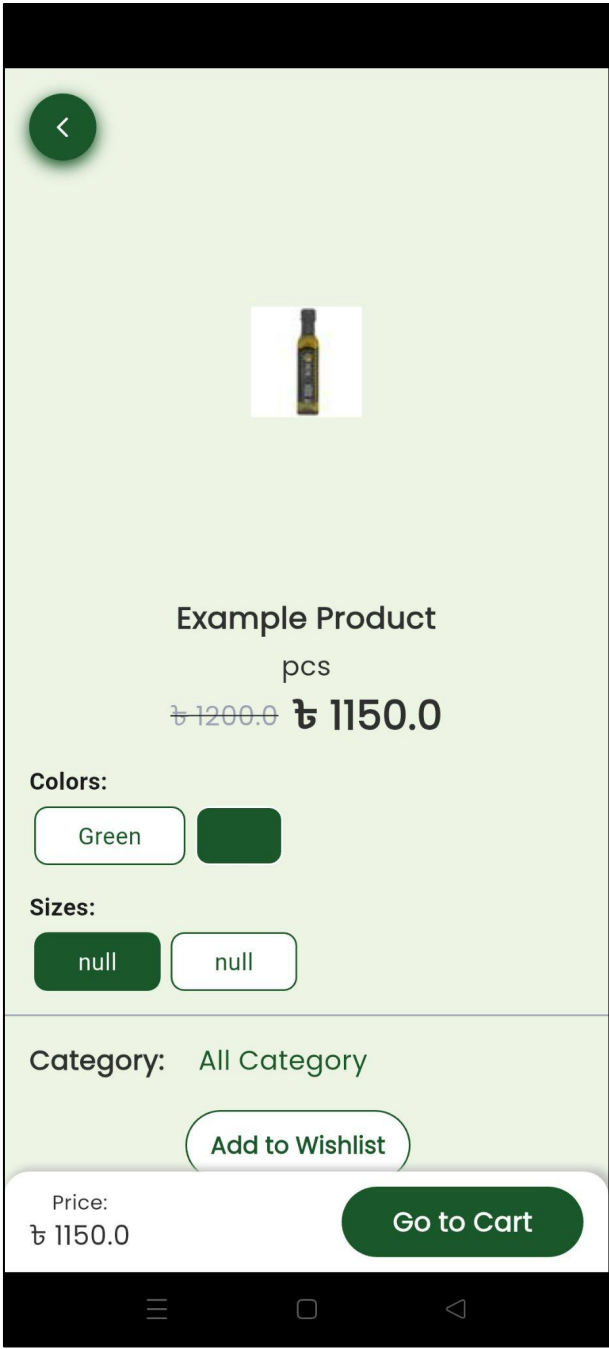 Example Product
pcs
৳ 1200.0 ৳ 1150.0
Colors:
Green
Sizes:
null null
Category: All Category
Add to Wishlist
Price:
৳ 1150.0
Go to Cart